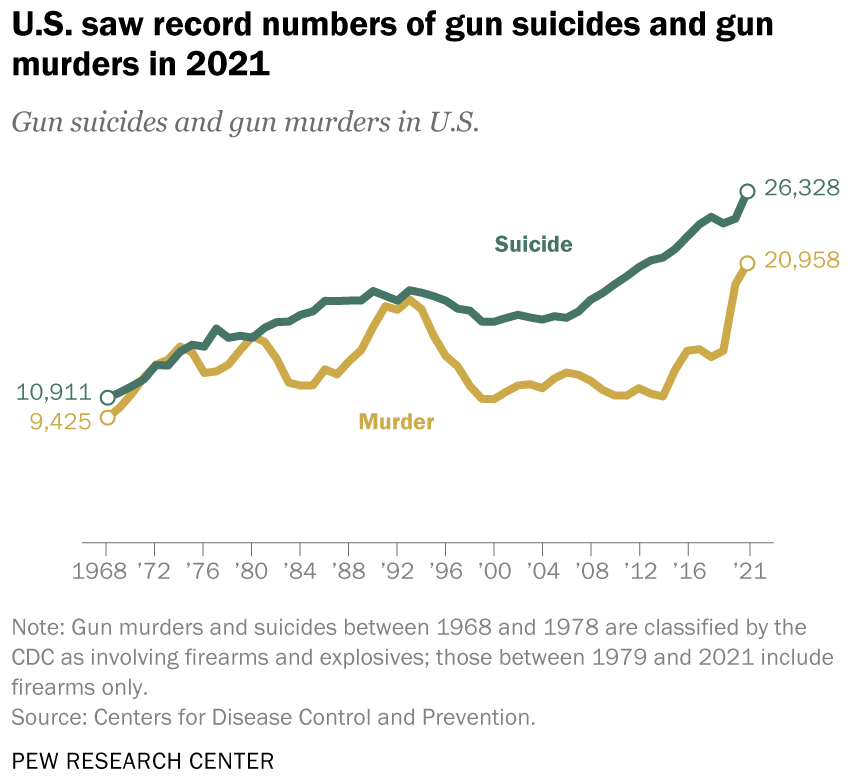 U.S. saw record numbers of gun suicides and gun
murders in 2021
Gun suicides and gun murders in U.S.
26,328
Suicide
20,958
10,911
9,425
Murder
1968 ’72 ’76 ’80 ’84 ’88 ’92 ’96 ’00 ’04 ’08 ’12 ’16 ’21
Note: Gun murders and suicides between 1968 and 1978 are classified by the
CDC as involving firearms and explosives; those between 1979 and 2021 include
firearms only.
Source: Centers for Disease Control and Prevention.
PEW RESEARCH CENTER